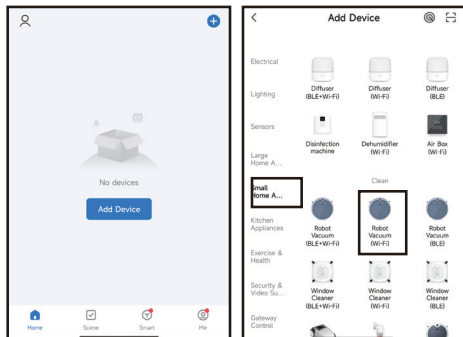 No devices
Add Device
Home
Scene
Smart
Me
Add Device
Electrical
Lighting
Sensors
Large
Home A...
Small
Home A...
Kitchen
Appliances
Exercise &
Health
Security &
Video Su...
Gateway
Control
Diffuser
(BLE+Wi-Fi)
Diffuser
(Wi-Fi)
Diffuser
(BLE)
Disinfection
machine
Dehumidifier
(Wi-Fi)
Air Box
(Wi-Fi)
Clean
Robot
Vacuum
(BLE+Wi-Fi)
Robot
Vacuum
(Wi-Fi)
Robot
Vacuum
(BLE)
Window
Cleaner
(BLE+Wi-Fi)
Window
Cleaner
(Wi-Fi)
Window
Cleaner
(BLE)